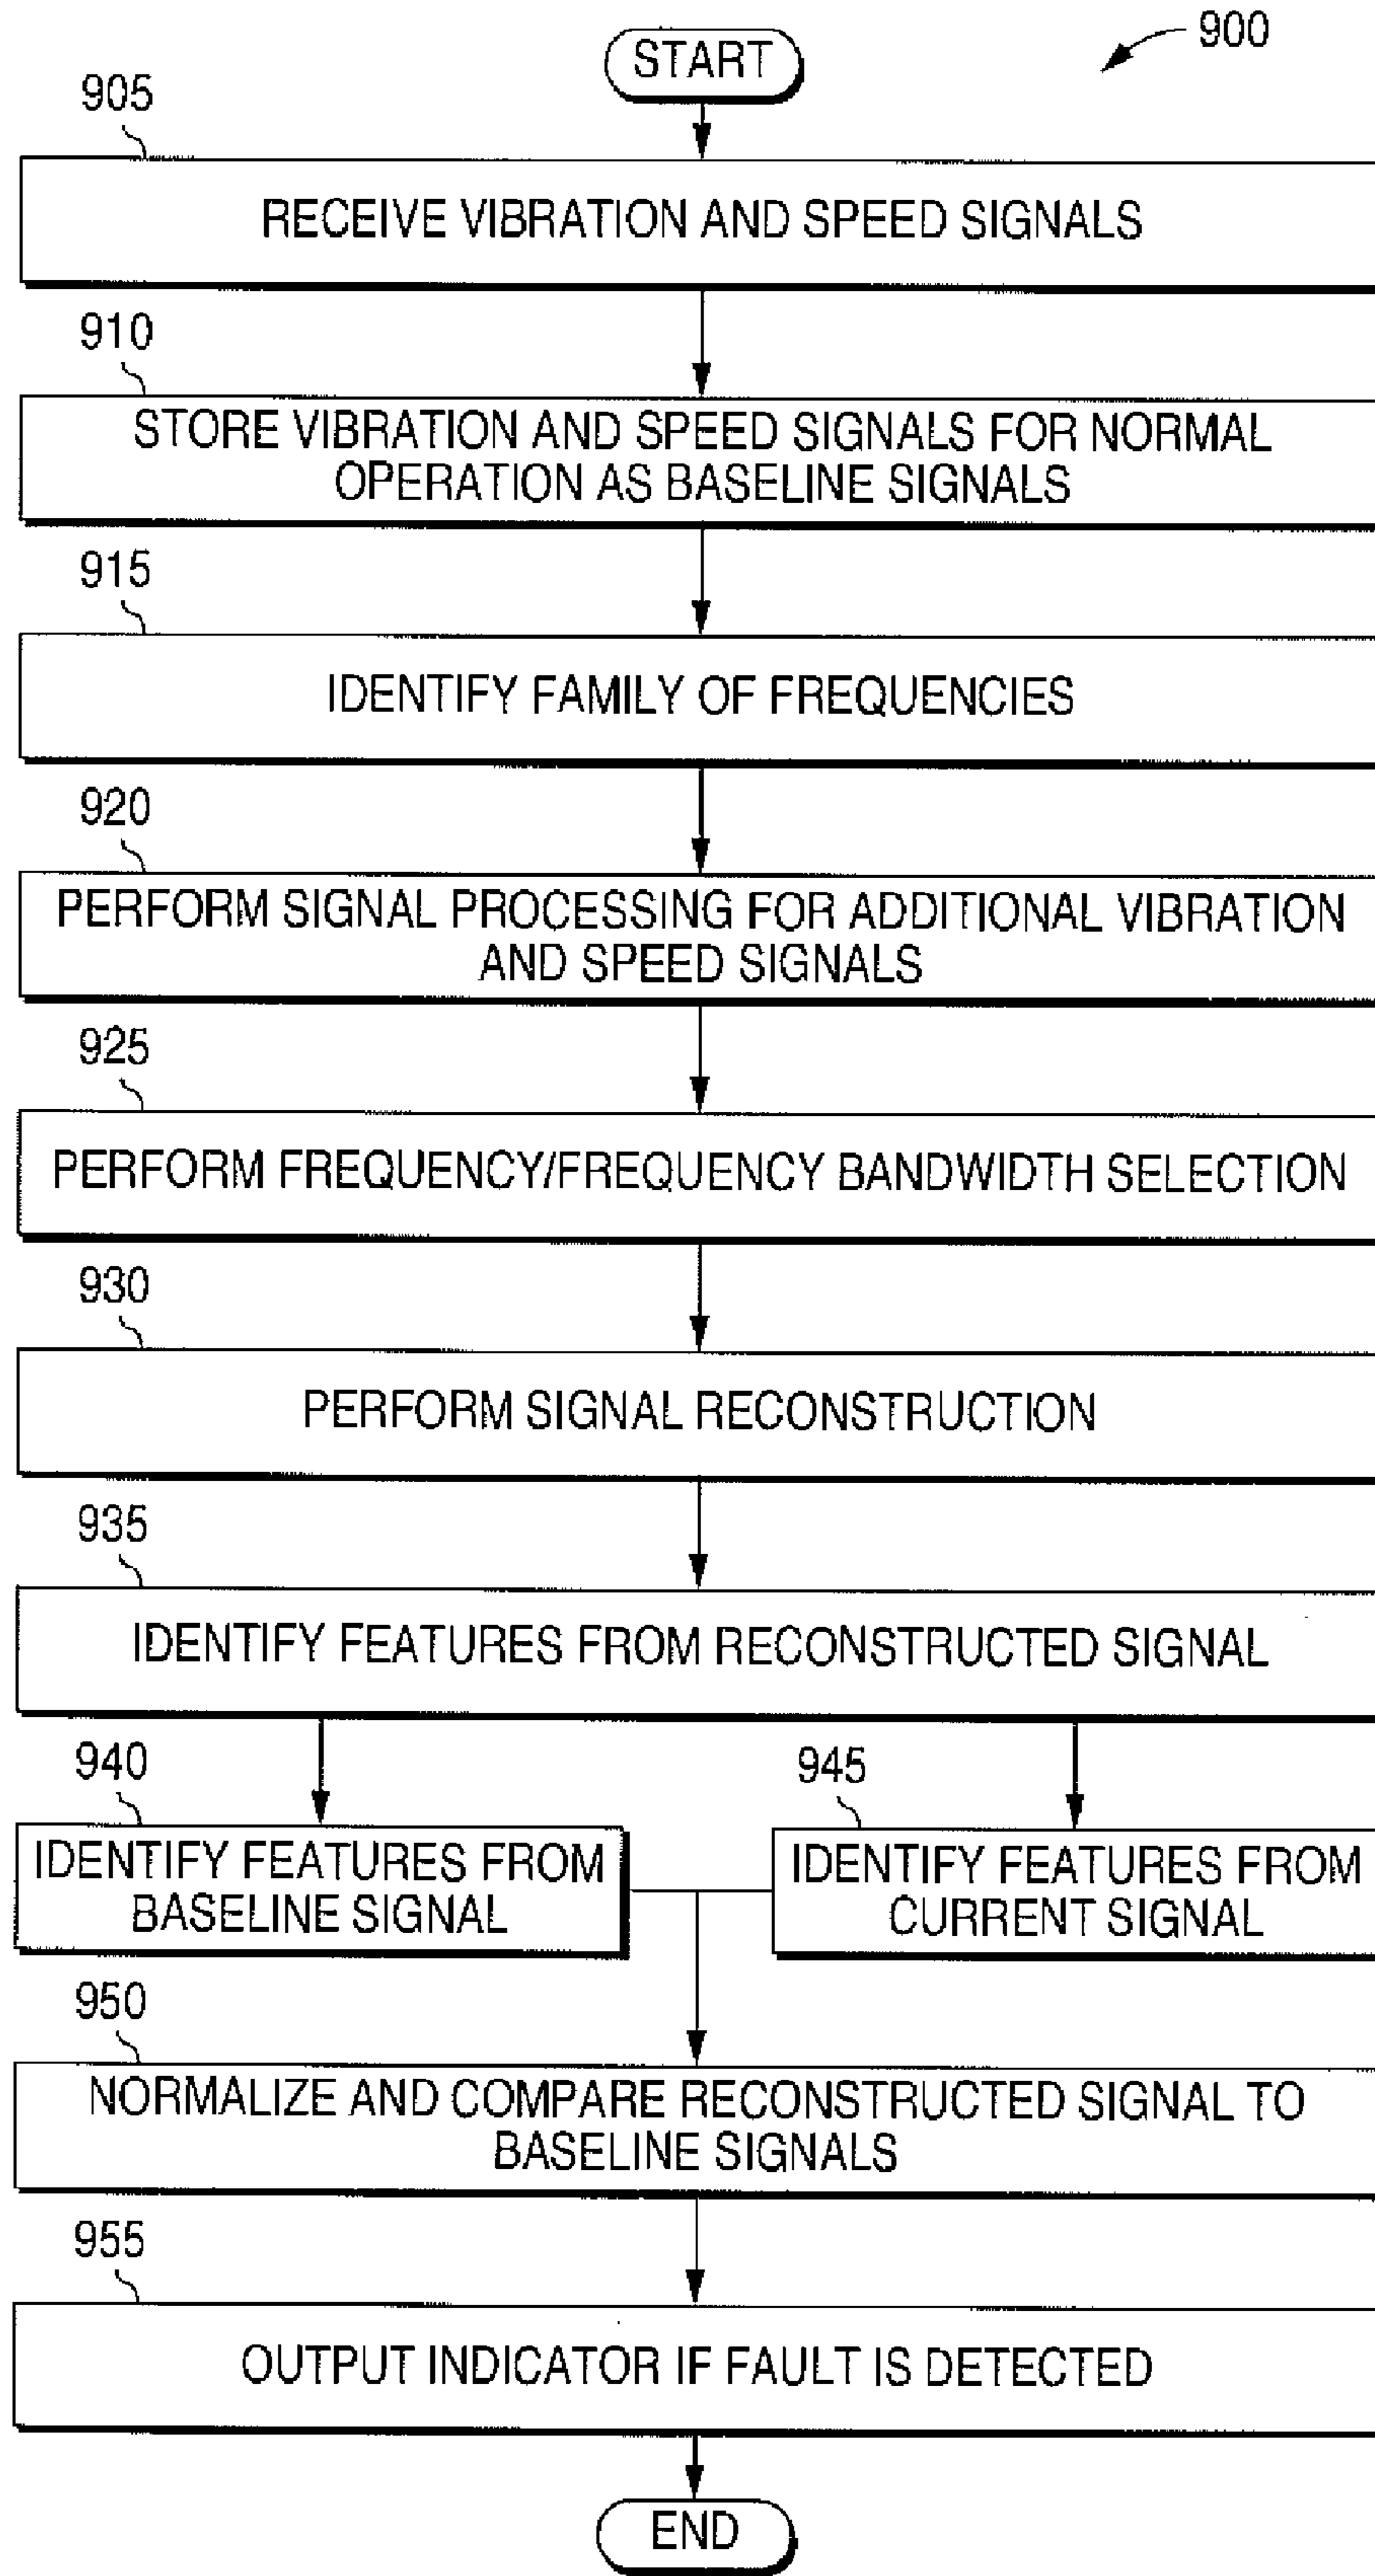 START
900
905
RECEIVE VIBRATION AND SPEED SIGNALS
910
STORE VIBRATION AND SPEED SIGNALS FOR NORMAL
OPERATION AS BASELINE SIGNALS
915
IDENTIFY FAMILY OF FREQUENCIES
920
PERFORM SIGNAL PROCESSING FOR ADDITIONAL VIBRATION
AND SPEED SIGNALS
925
PERFORM FREQUENCY/FREQUENCY BANDWIDTH SELECTION
930
PERFORM SIGNAL RECONSTRUCTION
935
IDENTIFY FEATURES FROM RECONSTRUCTED SIGNAL
940
IDENTIFY FEATURES FROM
BASELINE SIGNAL
945
IDENTIFY FEATURES FROM
CURRENT SIGNAL
950
NORMALIZE AND COMPARE RECONSTRUCTED SIGNAL TO
BASELINE SIGNALS
955
OUTPUT INDICATOR IF FAULT IS DETECTED
END